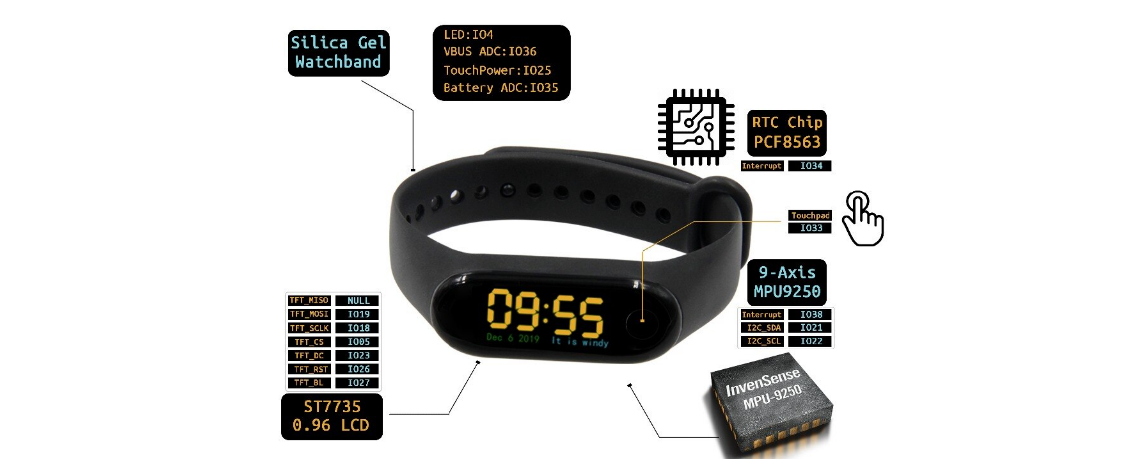 Silica Gel
Watchband
LED:IO4
VBUS ADC:IO36
TouchPower:IO25
Battery ADC:IO35
RTC Chip
PCF8563
Interrupt IO34
Touchpad
IO33
9-Axis
MPU9250
Interrupt IO38
I2C_SDA IO21
I2C_SCL IO22
09:55
Dec 6 2019 It is windy
TFT_MISO NULL
TFT_MOSI IO19
TFT_SCLK IO18
TFT_CS IO05
TFT_DC IO23
TFT_RST IO26
TFT_BL IO27
ST7735
0.96 LCD
InvenSense
MPU-9250